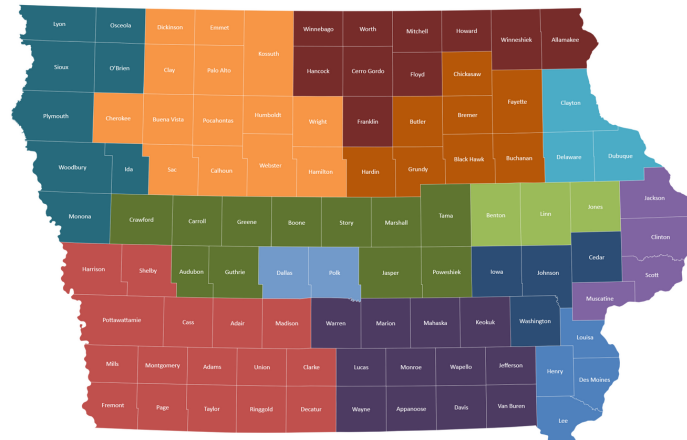 Lyon
Osceola
Dickinson
Emmet
Kossuth
Winnebago
Worth
Mitchell
Howard
Winneshiek
Allamakee
Sioux
O'Brien
Clay
Palo Alto
Hancock
Cerro Gordo
Floyd
Chickasaw
Plymouth
Cherokee
Buena Vista
Pocahontas
Humboldt
Wright
Franklin
Butler
Bremer
Fayette
Clayton
Woodbury
Ida
Sac
Calhoun
Webster
Hamilton
Hardin
Grundy
Black Hawk
Buchanan
Delaware
Dubuque
Monona
Crawford
Carroll
Greene
Boone
Story
Marshall
Tama
Benton
Linn
Jones
Jackson
Clinton
Harrison
Shelby
Audubon
Guthrie
Dallas
Polk
Jasper
Poweshiek
Iowa
Johnson
Cedar
Scott
Muscatine
Pottawattamie
Cass
Adair
Madison
Warren
Marion
Mahaska
Keokuk
Washington
Louisa
Mills
Montgomery
Adams
Union
Clarke
Lucas
Monroe
Wapello
Jefferson
Henry
Des Moines
Fremont
Page
Taylor
Ringgold
Decatur
Wayne
Appanoose
Davis
Van Buren
Lee